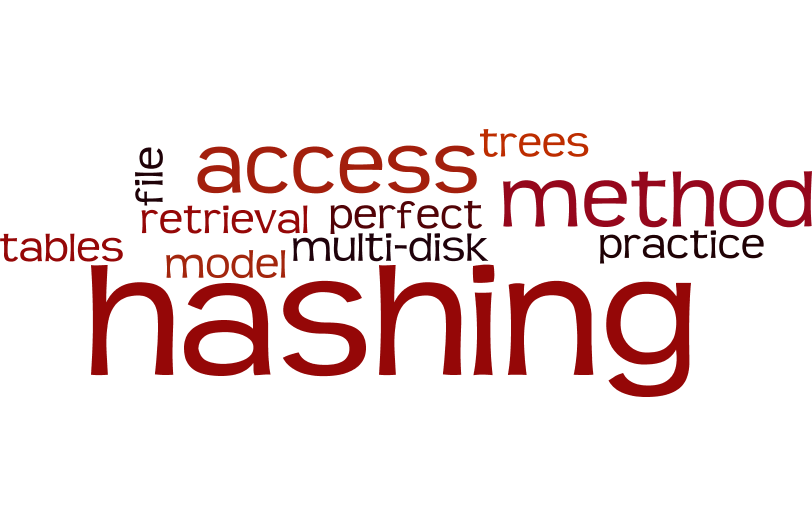 trees
file
access
method
retrieval
perfect
tables
multi-disk
practice
model
hashing